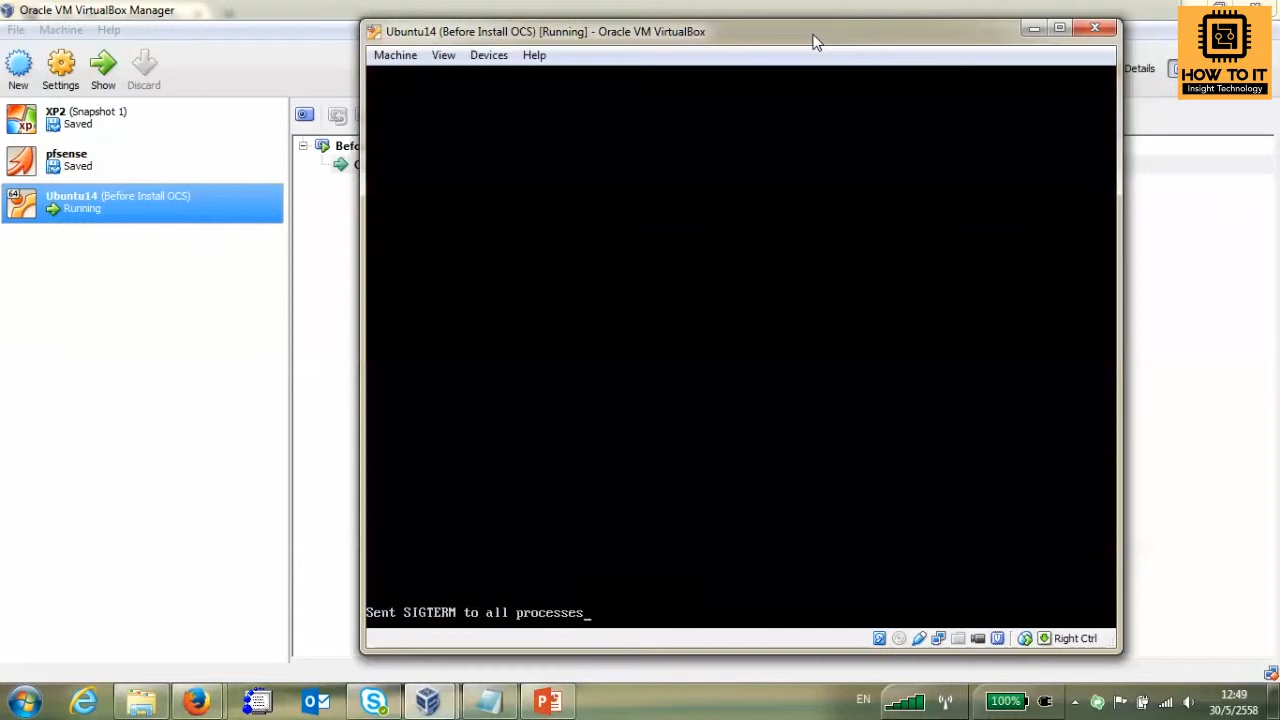 Oracle VM VirtualBox Manager
File Machine Help
New Settings Show Discard
XP2 (Snapshot 1)
Saved
pfsense
Saved
64
Ubuntu14 (Before Install OCS)
Running
Ubuntu14 (Before Install OCS) [Running] - Oracle VM VirtualBox
Machine View Devices Help
Sent SIGTERM to all processes_
Right Ctrl
Details
HOW TO IT
Insight Technology
EN
100%
12:49
30/5/2558